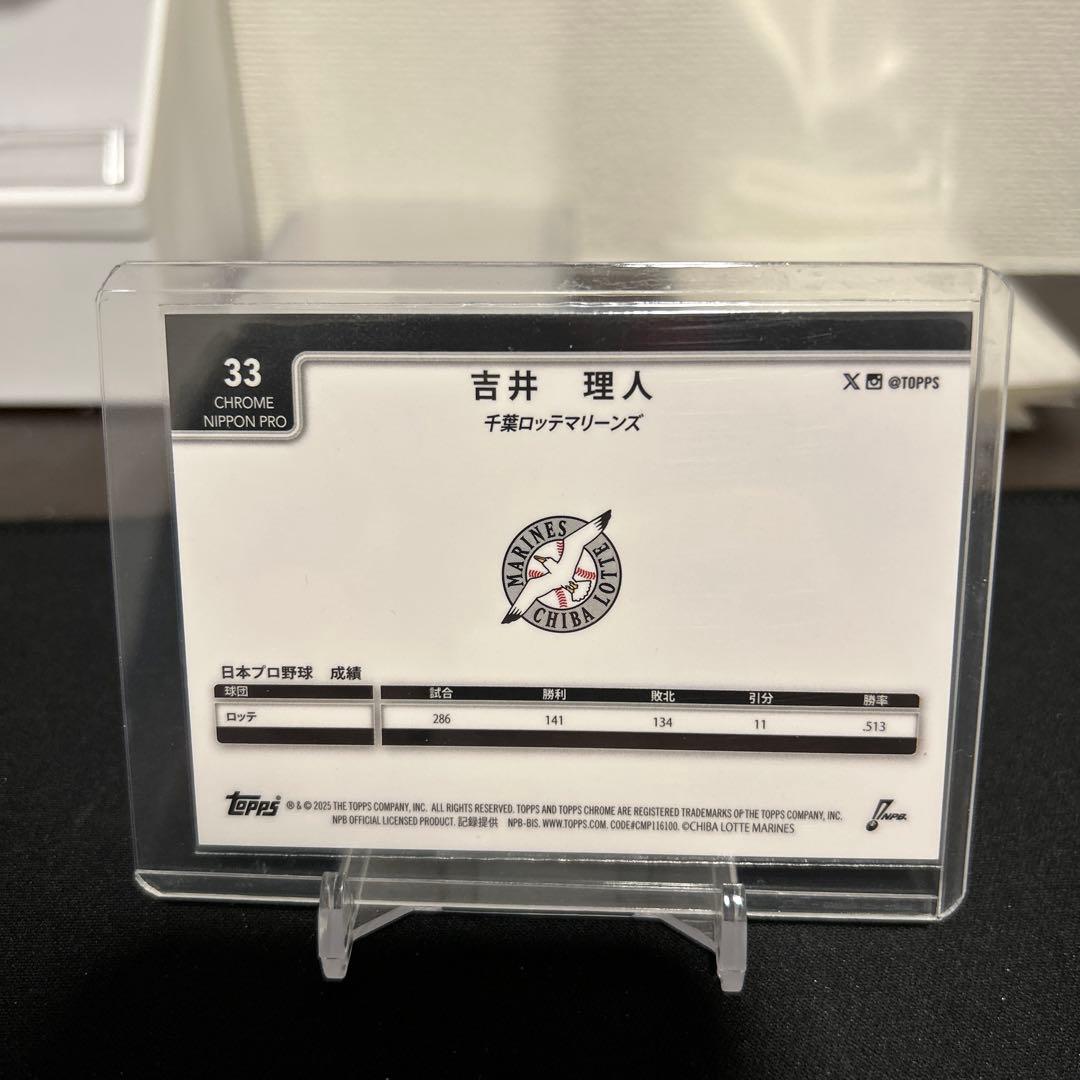 33
CHROME
NIPPON PRO
吉井 理人
千葉ロッテマリーンズ
@TOPPS
MARINES
CHIBA LOTTE
日本プロ野球 成績
球団 試合 勝利 敗北 引分 勝率
ロッテ 286 141 134 11 .513
topps ® & © 2025 THE TOPPS COMPANY, INC. ALL RIGHTS RESERVED. TOPPS AND TOPPS CHROME ARE REGISTERED TRADEMARKS OF THE TOPPS COMPANY, INC.
NPB OFFICIAL LICENSED PRODUCT. 記録提供 NPB-BIS. WWW.TOPPS.COM. CODE#CMP116100. ©CHIBA LOTTE MARINES
NPB.